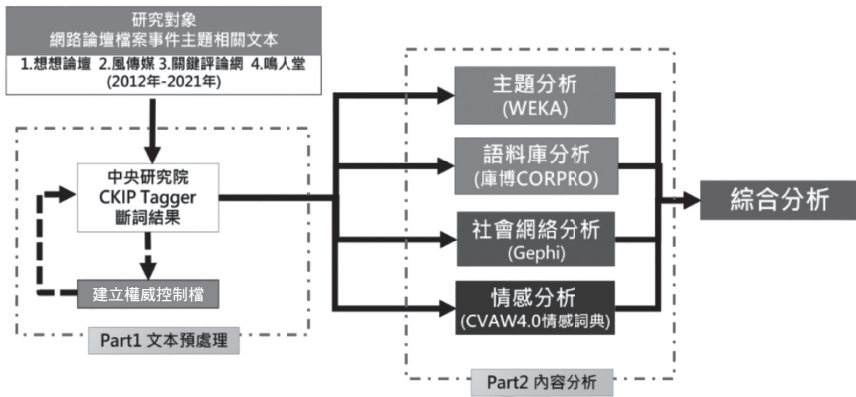 研究對象
網路論壇檔案事件主題相關文本
1.想想論壇 2.風傳媒 3.關鍵評論網 4.鳴人堂
(2012年-2021年)
中央研究院
CKIP Tagger
斷詞結果
建立權威控制檔
Part1 文本預處理
主題分析
(WEKA)
語料庫分析
(庫博CORPRO)
社會網絡分析
(Gephi)
情感分析
(CVAW4.0情感詞典)
Part2 內容分析
綜合分析